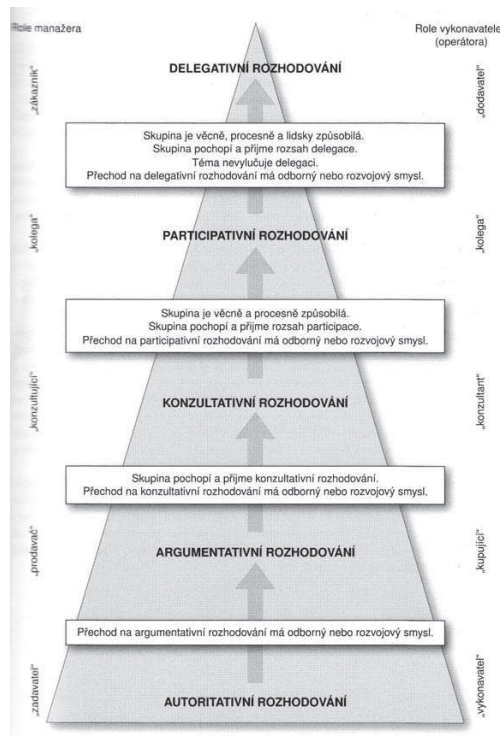 Role manažera
Role vykonavatele
(operátora)
DELEGATIVNÍ ROZHODOVÁNÍ
„zákazník“
„dodavatel“
Skupina je věcně, procesně a lidsky způsobilá.
Skupina pochopí a přijme rozsah delegace.
Téma nevylučuje delegaci.
Přechod na delegativní rozhodování má odborný nebo rozvojový smysl.
PARTICIPATIVNÍ ROZHODOVÁNÍ
„kolega“
„kolega“
Skupina je věcně a procesně způsobilá.
Skupina pochopí a přijme rozsah participace.
Přechod na participativní rozhodování má odborný nebo rozvojový smysl.
KONZULTATIVNÍ ROZHODOVÁNÍ
„konzultující“
„konzultant“
Skupina pochopí a přijme konzultativní rozhodování.
Přechod na konzultativní rozhodování má odborný nebo rozvojový smysl.
ARGUMENTATIVNÍ ROZHODOVÁNÍ
„prodavač“
„kupující“
Přechod na argumentativní rozhodování má odborný nebo rozvojový smysl.
AUTORITATIVNÍ ROZHODOVÁNÍ
„zadavatel“
„vykonavatel“